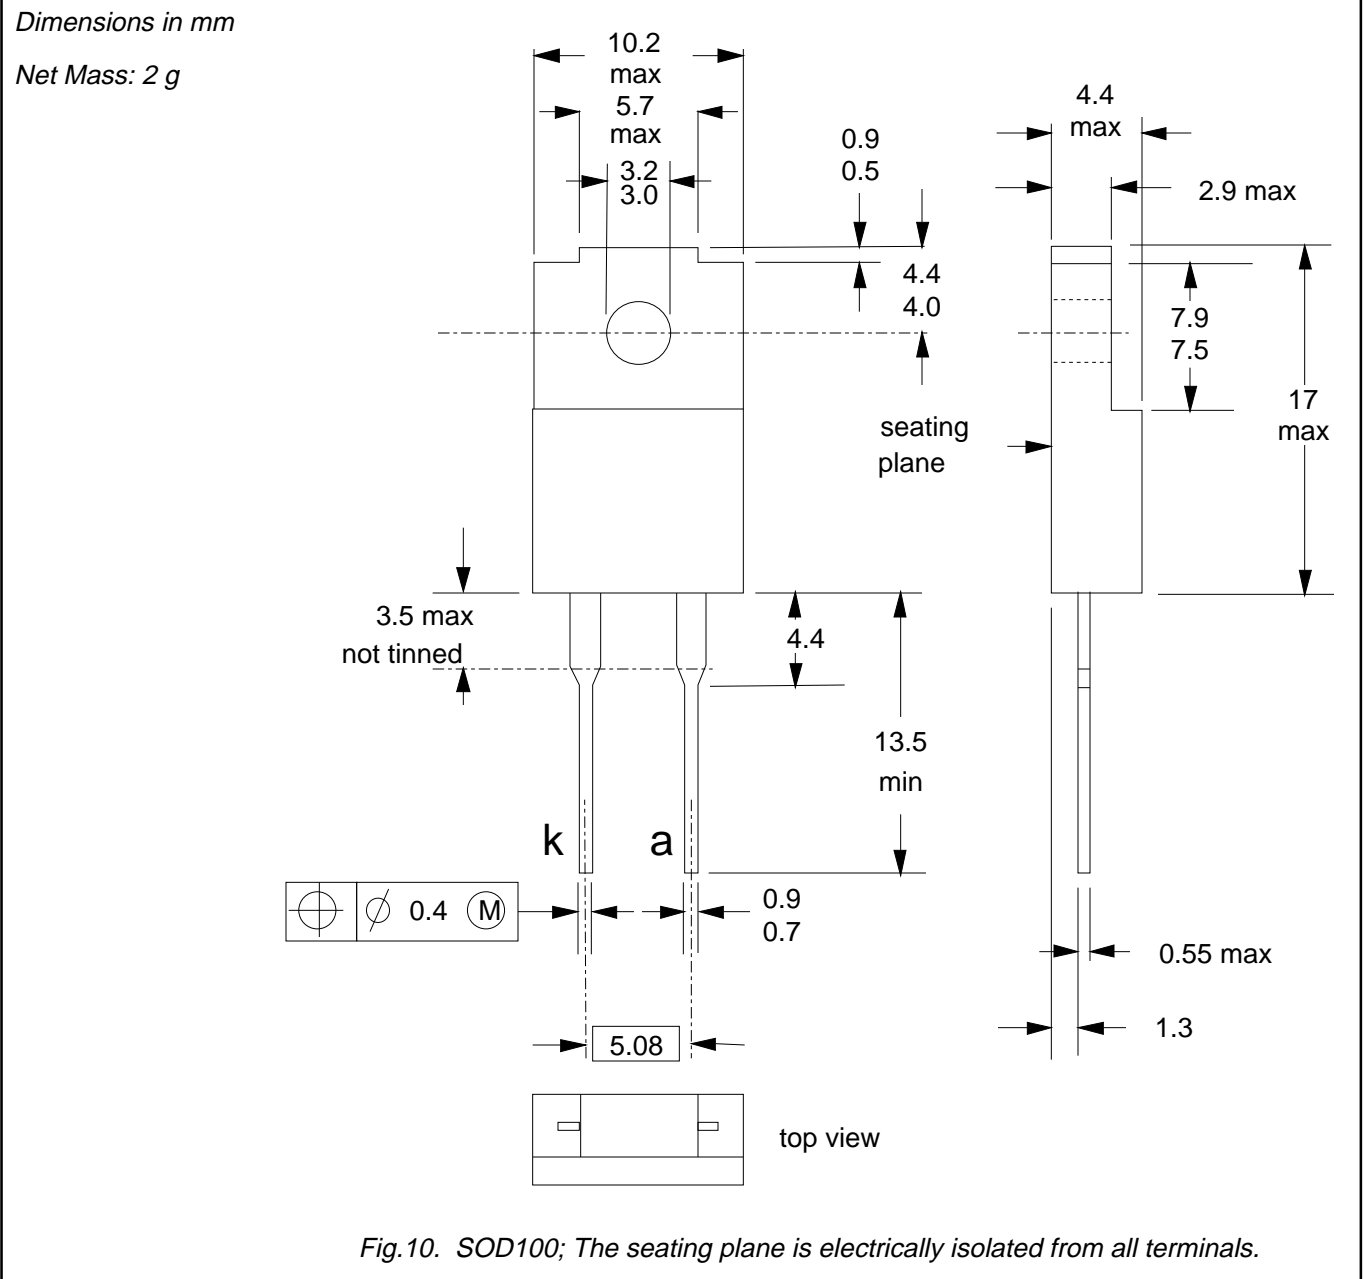 Dimensions in mm
Net Mass: 2 g
10.2
max
5.7
max
3.2
3.0
0.9
0.5
4.4
4.0
4.4
max
2.9 max
7.9
7.5
17
max
seating
plane
3.5 max
not tinned
4.4
13.5
min
k
a
⌀ 0.4 Ⓜ
0.9
0.7
0.55 max
1.3
5.08
top view
Fig.10. SOD100; The seating plane is electrically isolated from all terminals.